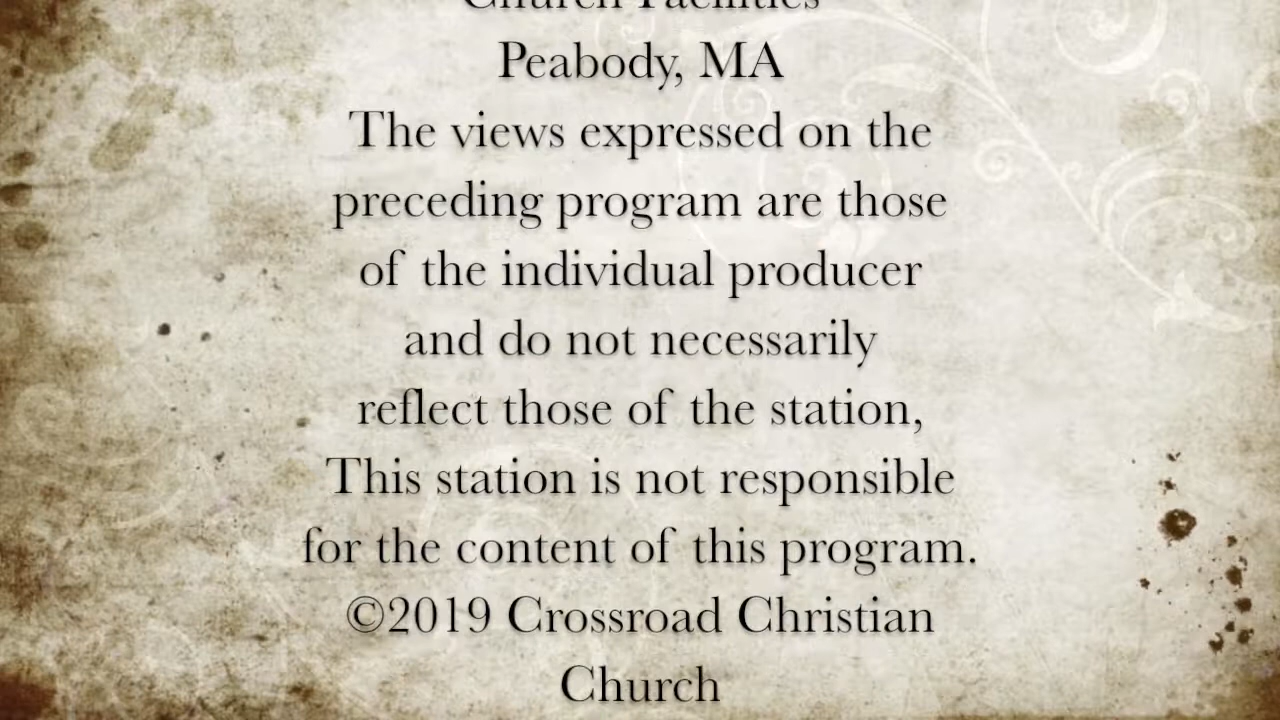 Church Facilities
Peabody, MA
The views expressed on the
preceding program are those
of the individual producer
and do not necessarily
reflect those of the station,
This station is not responsible
for the content of this program.
©2019 Crossroad Christian
Church